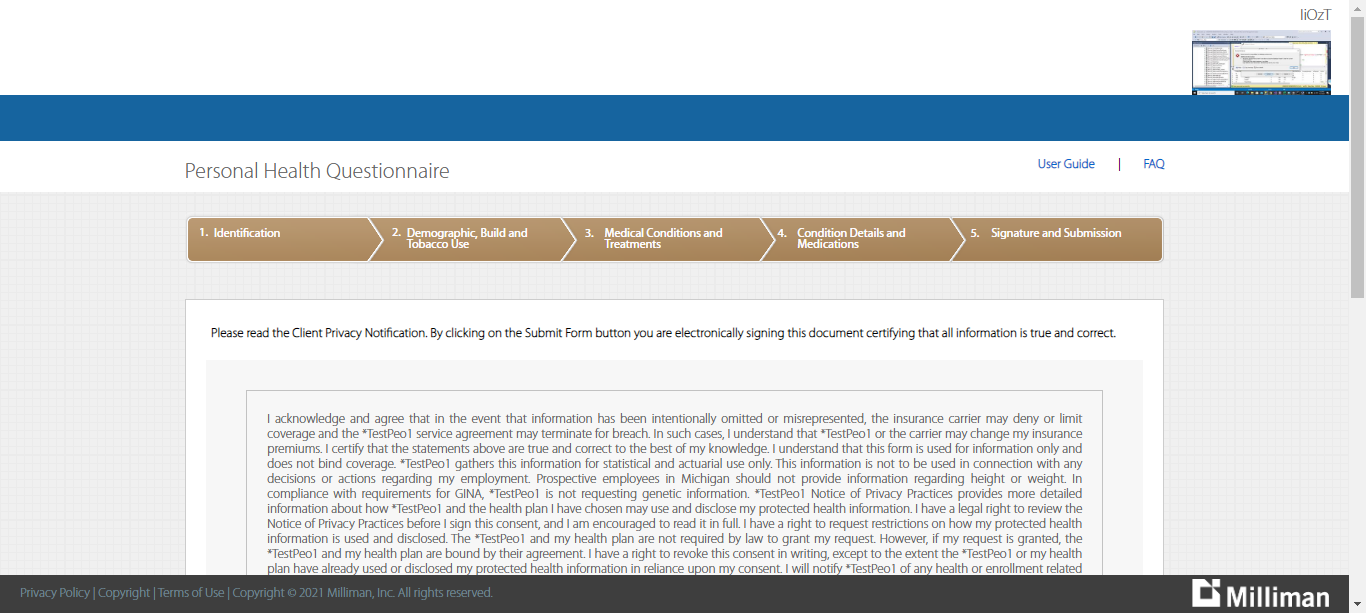 IiOzT
Personal Health Questionnaire
User Guide | FAQ
1. Identification
2. Demographic, Build and
Tobacco Use
3. Medical Conditions and
Treatments
4. Condition Details and
Medications
5. Signature and Submission
Please read the Client Privacy Notification. By clicking on the Submit Form button you are electronically signing this document certifying that all information is true and correct.
I acknowledge and agree that in the event that information has been intentionally omitted or misrepresented, the insurance carrier may deny or limit
coverage and the *TestPeo1 service agreement may terminate for breach. In such cases, I understand that *TestPeo1 or the carrier may change my insurance
premiums. I certify that the statements above are true and correct to the best of my knowledge. I understand that this form is used for information only and
does not bind coverage. *TestPeo1 gathers this information for statistical and actuarial use only. This information is not to be used in connection with any
decisions or actions regarding my employment. Prospective employees in Michigan should not provide information regarding height or weight. In
compliance with requirements for GINA, *TestPeo1 is not requesting genetic information. *TestPeo1 Notice of Privacy Practices provides more detailed
information about how *TestPeo1 and the health plan I have chosen may use and disclose my protected health information. I have a legal right to review the
Notice of Privacy Practices before I sign this consent, and I am encouraged to read it in full. I have a right to request restrictions on how my protected health
information is used and disclosed. The *TestPeo1 and my health plan are not required by law to grant my request. However, if my request is granted, the
*TestPeo1 and my health plan are bound by their agreement. I have a right to revoke this consent in writing, except to the extent the *TestPeo1 or my health
plan have already used or disclosed my protected health information in reliance upon my consent. I will notify *TestPeo1 of any health or enrollment related
Privacy Policy | Copyright | Terms of Use | Copyright © 2021 Milliman, Inc. All rights reserved.
Milliman